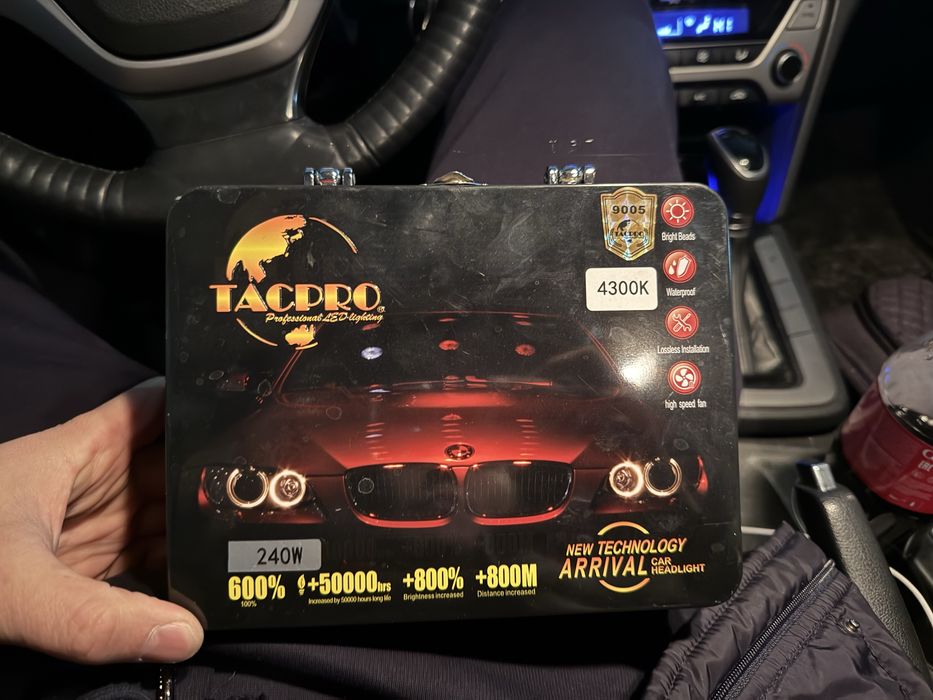 TACPRO
Professional LED-lighting
9005
TACPRO
4300K
Bright Beads
Waterproof
Lossless Installation
high speed fan
240W
600%
100%
+50000hrs
Increased by 50000 hours long life
+800%
Brightness increased
+800M
Distance increased
NEW TECHNOLOGY
ARRIVAL CAR HEADLIGHT